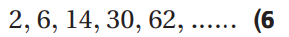 2, 6, 14, 30, 62, ...... (6